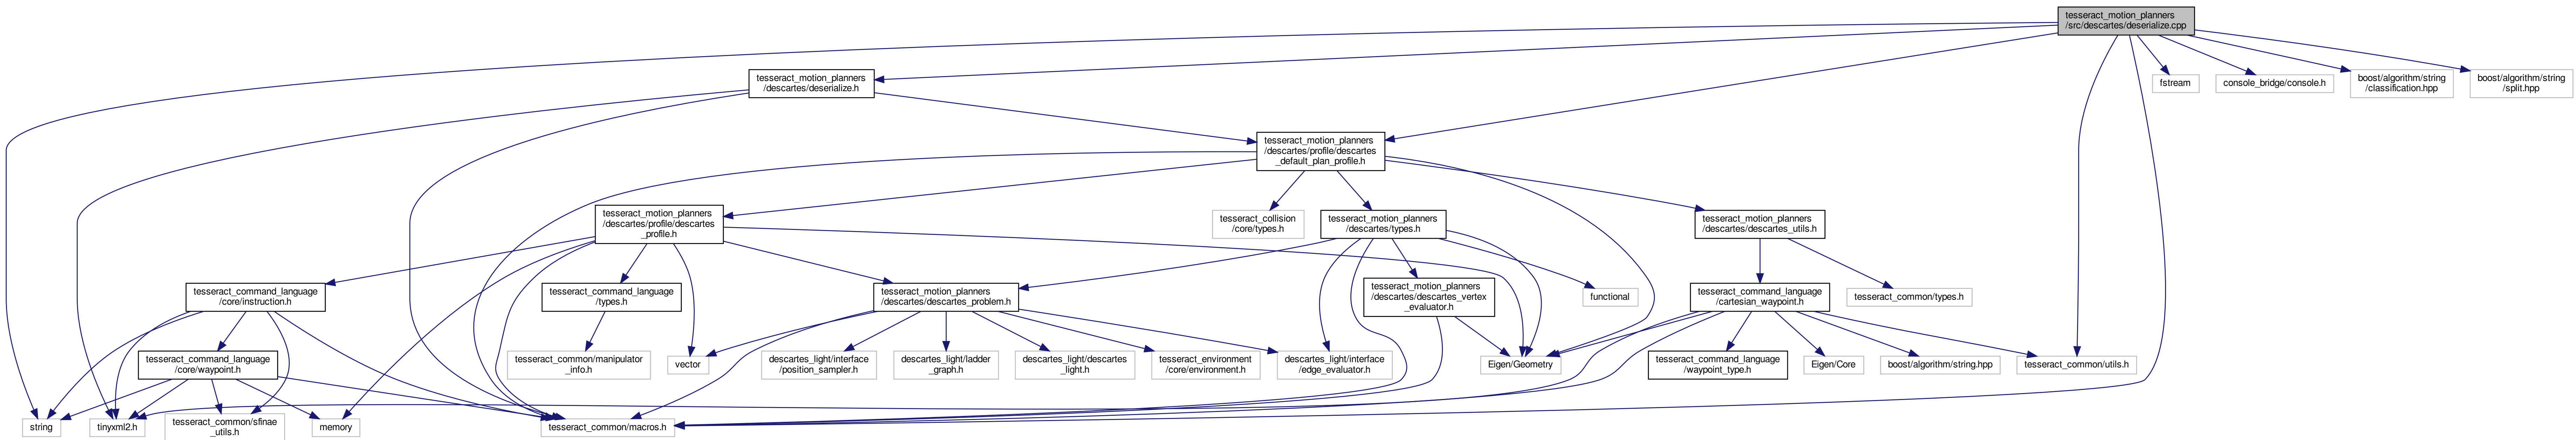 tesseract_motion_planners
/src/descartes/deserialize.cpp
tesseract_motion_planners
/descartes/deserialize.h
fstream
console_bridge/console.h
boost/algorithm/string
/classification.hpp
boost/algorithm/string
/split.hpp
tesseract_motion_planners
/descartes/profile/descartes
_default_plan_profile.h
tesseract_motion_planners
/descartes/profile/descartes
_profile.h
tesseract_collision
/core/types.h
tesseract_motion_planners
/descartes/types.h
tesseract_motion_planners
/descartes/descartes_utils.h
tesseract_command_language
/core/instruction.h
tesseract_command_language
/types.h
tesseract_motion_planners
/descartes/descartes_problem.h
tesseract_motion_planners
/descartes/descartes_vertex
_evaluator.h
functional
tesseract_command_language
/cartesian_waypoint.h
tesseract_common/types.h
tesseract_command_language
/core/waypoint.h
tesseract_common/manipulator
_info.h
vector
descartes_light/interface
/position_sampler.h
descartes_light/ladder
_graph.h
descartes_light/descartes
_light.h
tesseract_environment
/core/environment.h
descartes_light/interface
/edge_evaluator.h
Eigen/Geometry
tesseract_command_language
/waypoint_type.h
Eigen/Core
boost/algorithm/string.hpp
tesseract_common/utils.h
string
tinyxml2.h
tesseract_common/sfinae
_utils.h
memory
tesseract_common/macros.h